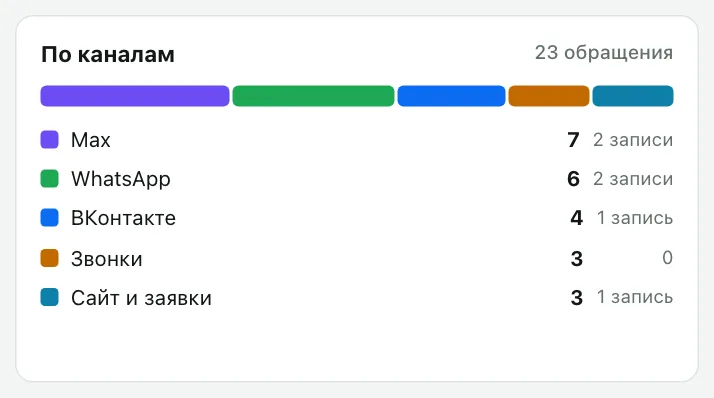 По каналам 23 обращения
Max 7 2 записи
WhatsApp 6 2 записи
ВКонтакте 4 1 запись
Звонки 3 0
Сайт и заявки 3 1 запись